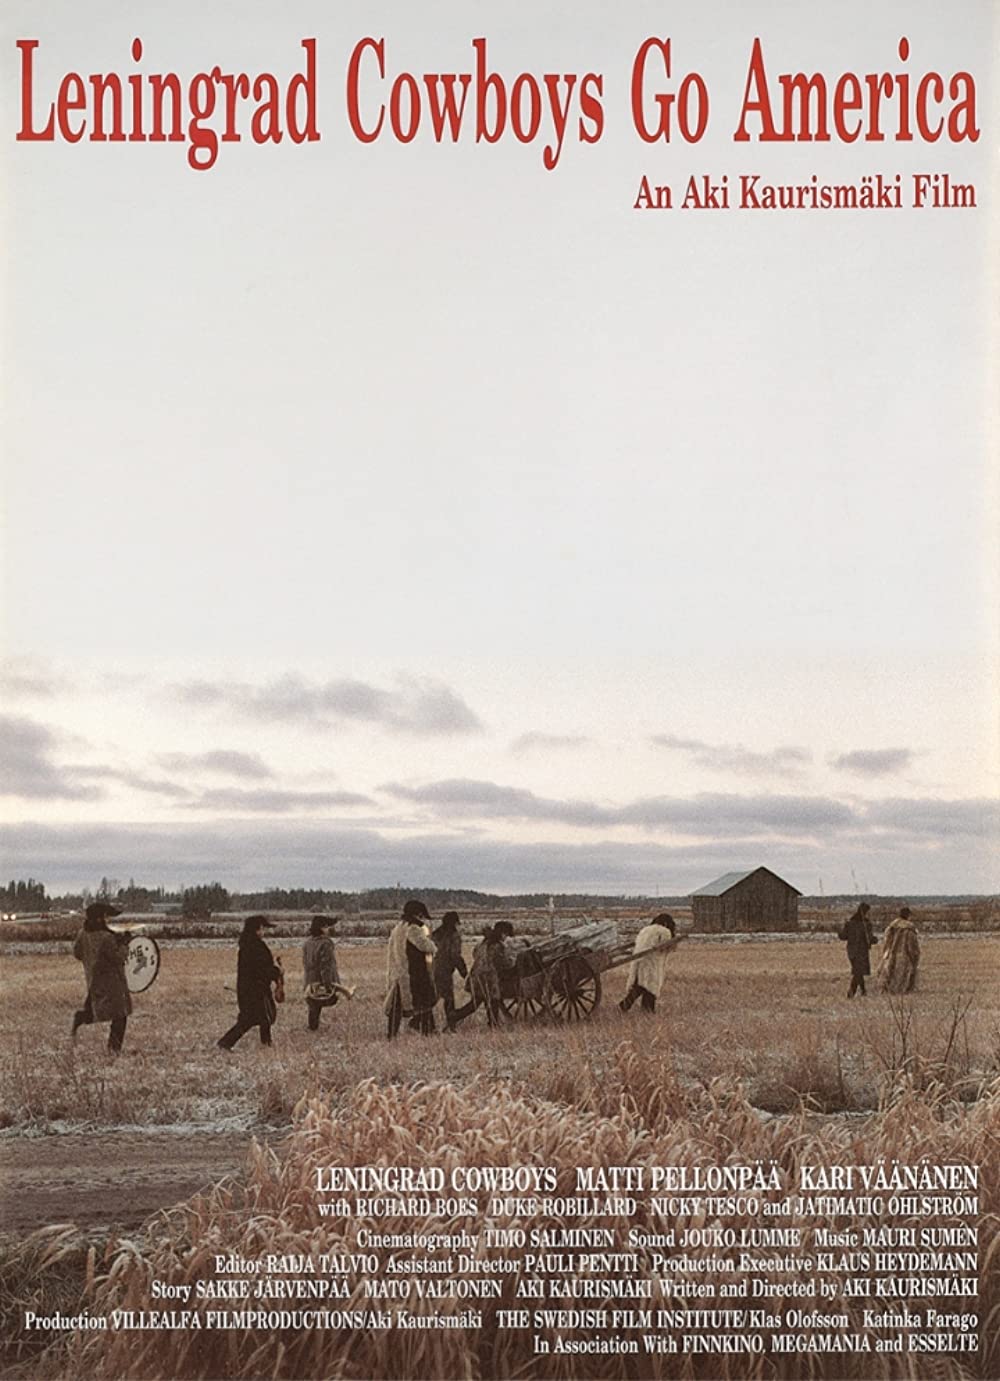 Leningrad Cowboys Go America
An Aki Kaurismäki Film
LENINGRAD COWBOYS MATTI PELLONPÄÄ KARI VÄÄNÄNEN
with RICHARD BOES DUKE ROBILLARD NICKY TESCO and JATIMATIC OHLSTRÖM
Cinematography TIMO SALMINEN Sound JOUKO LUMME Music MAURI SUMÉN
Editor RAIJA TALVIO Assistant Director PAULI PENTTI Production Executive KLAUS HEYDEMANN
Story SAKKE JÄRVENPÄÄ MATO VALTONEN AKI KAURISMÄKI Written and Directed by AKI KAURISMÄKI
Production VILLEALFA FILMPRODUCTIONS/Aki Kaurismäki THE SWEDISH FILM INSTITUTE/Klas Olofsson Katinka Farago
In Association With FINNKINO, MEGAMANIA and ESSELTE